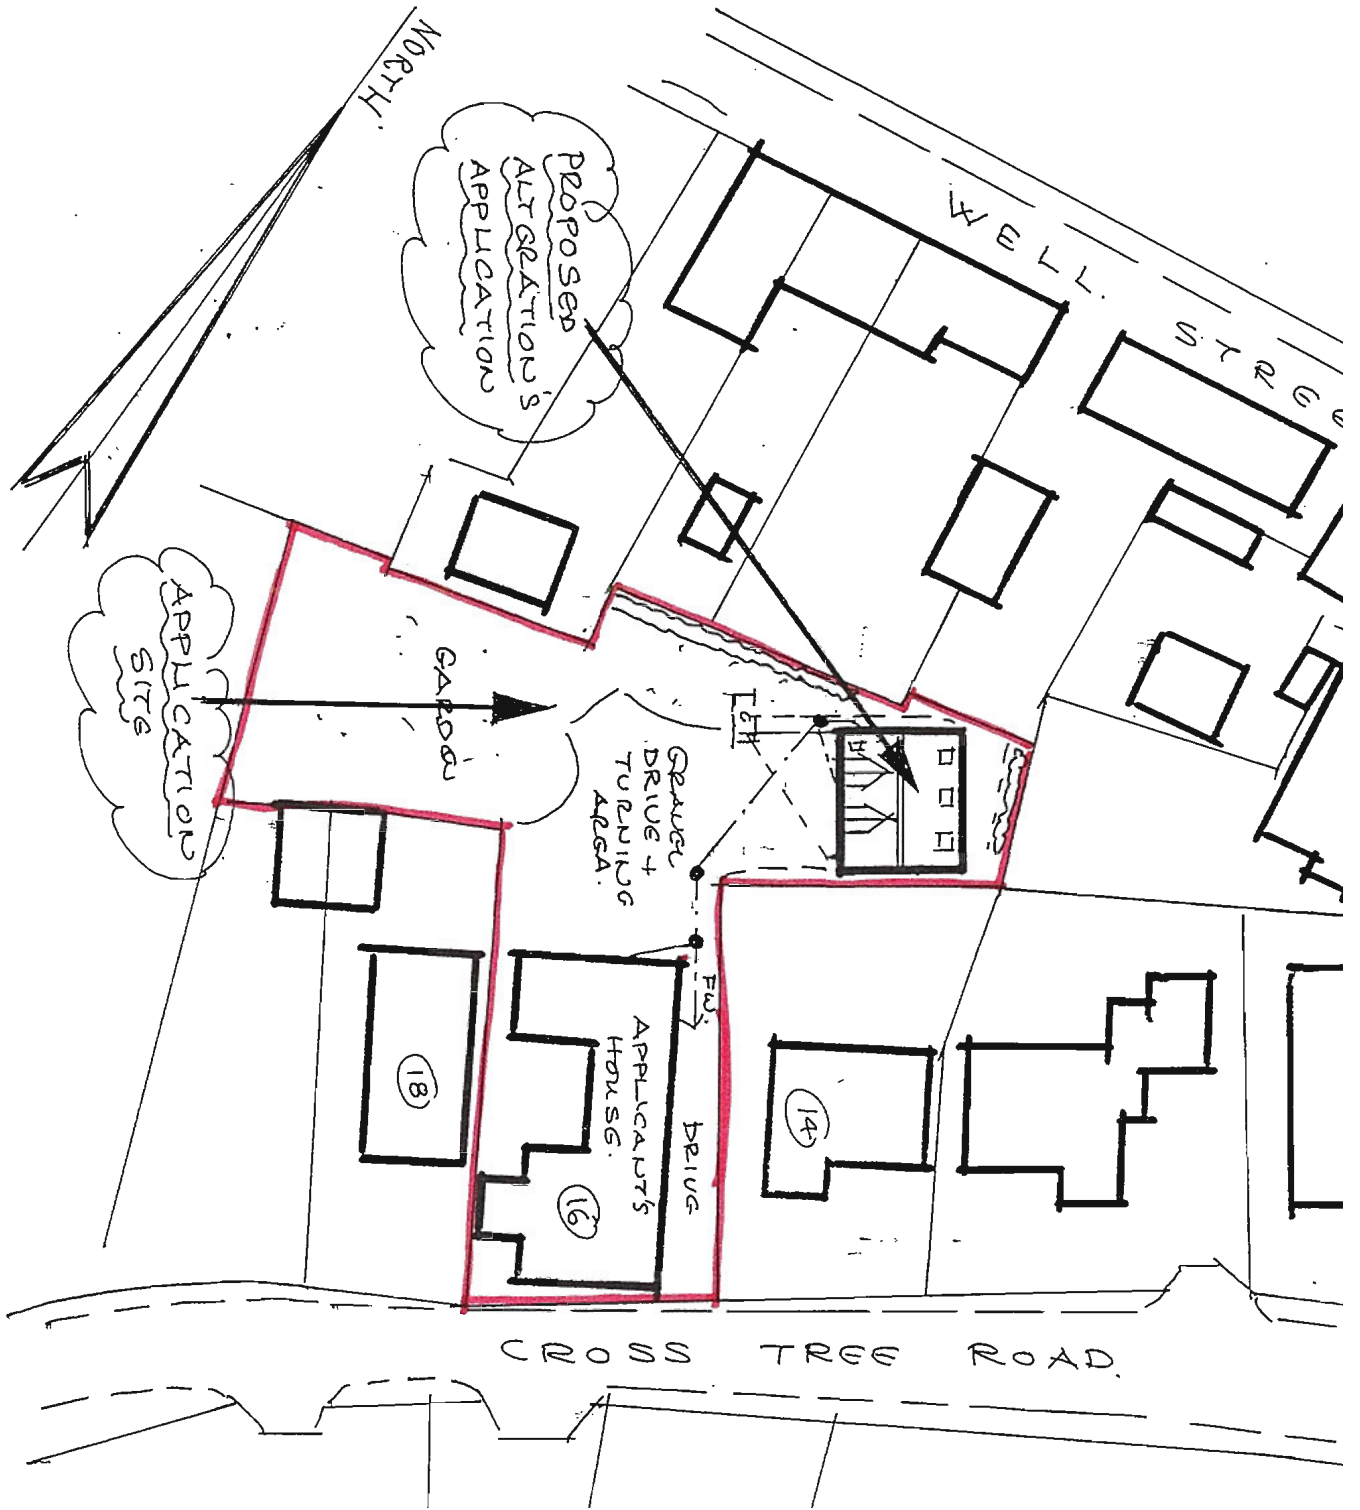 NORTH.
PROPOSED
ALTERATION'S
APPLICATION
WELL. STREE
APPLICATION
SITE
GARDEN
GRAVEL
DRIVE +
TURNING
AREA.
F.W.
APPLICANT'S
HOUSE.
DRIVE
18
16
14
CROSS TREE ROAD.